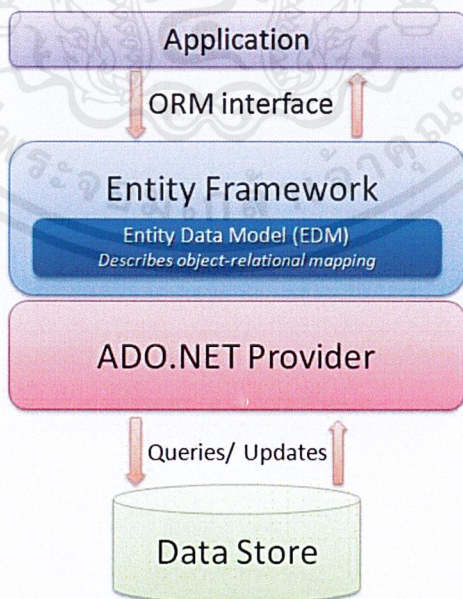 Application
ORM interface
Entity Framework
Entity Data Model (EDM)
Describes object-relational mapping
ADO.NET Provider
Queries/ Updates
Data Store